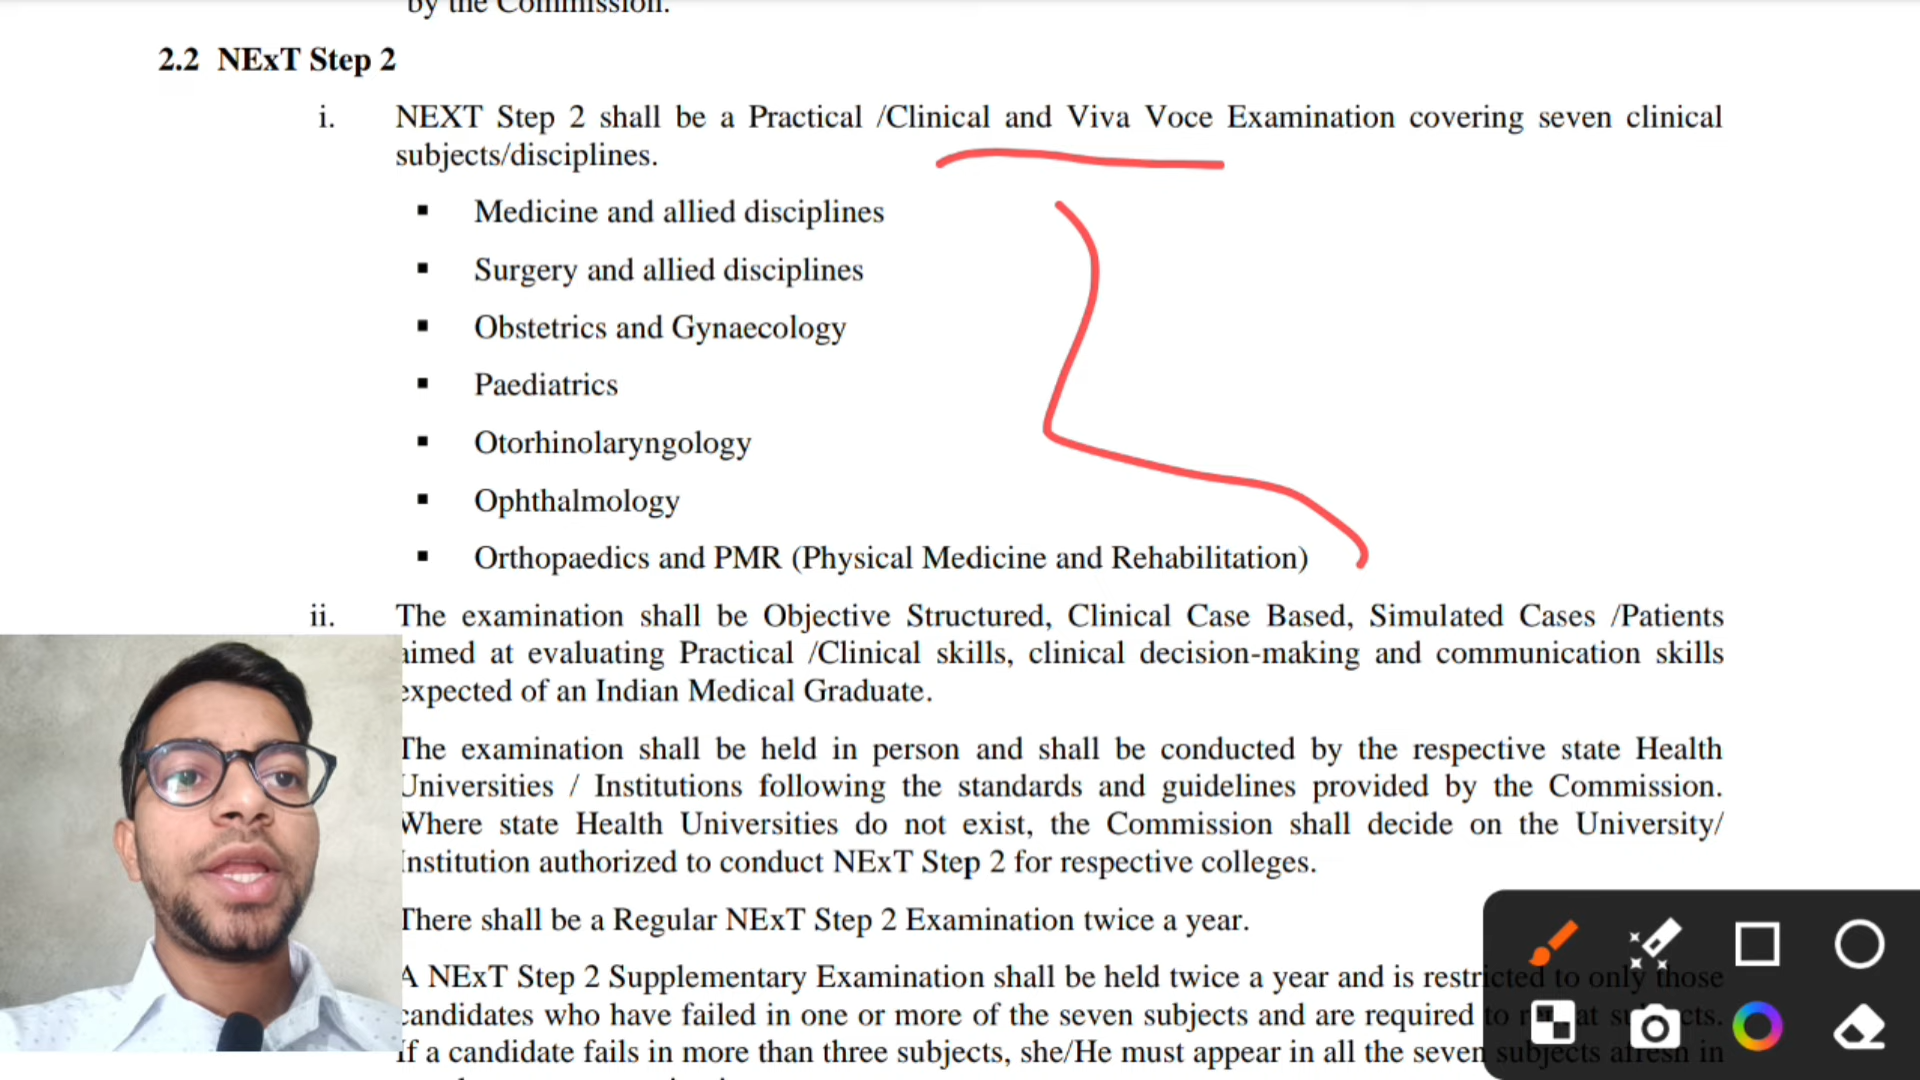 by the Commission.
2.2 NExT Step 2
i. NEXT Step 2 shall be a Practical /Clinical and Viva Voce Examination covering seven clinical
subjects/disciplines.
▪ Medicine and allied disciplines
▪ Surgery and allied disciplines
▪ Obstetrics and Gynaecology
▪ Paediatrics
▪ Otorhinolaryngology
▪ Ophthalmology
▪ Orthopaedics and PMR (Physical Medicine and Rehabilitation)
ii. The examination shall be Objective Structured, Clinical Case Based, Simulated Cases /Patients
aimed at evaluating Practical /Clinical skills, clinical decision-making and communication skills
expected of an Indian Medical Graduate.
The examination shall be held in person and shall be conducted by the respective state Health
Universities / Institutions following the standards and guidelines provided by the Commission.
Where state Health Universities do not exist, the Commission shall decide on the University/
Institution authorized to conduct NExT Step 2 for respective colleges.
There shall be a Regular NExT Step 2 Examination twice a year.
A NExT Step 2 Supplementary Examination shall be held twice a year and is restricted to only those
candidates who have failed in one or more of the seven subjects and are required to
If a candidate fails in more than three subjects, she/He must appear in all the seven subjects afresh in